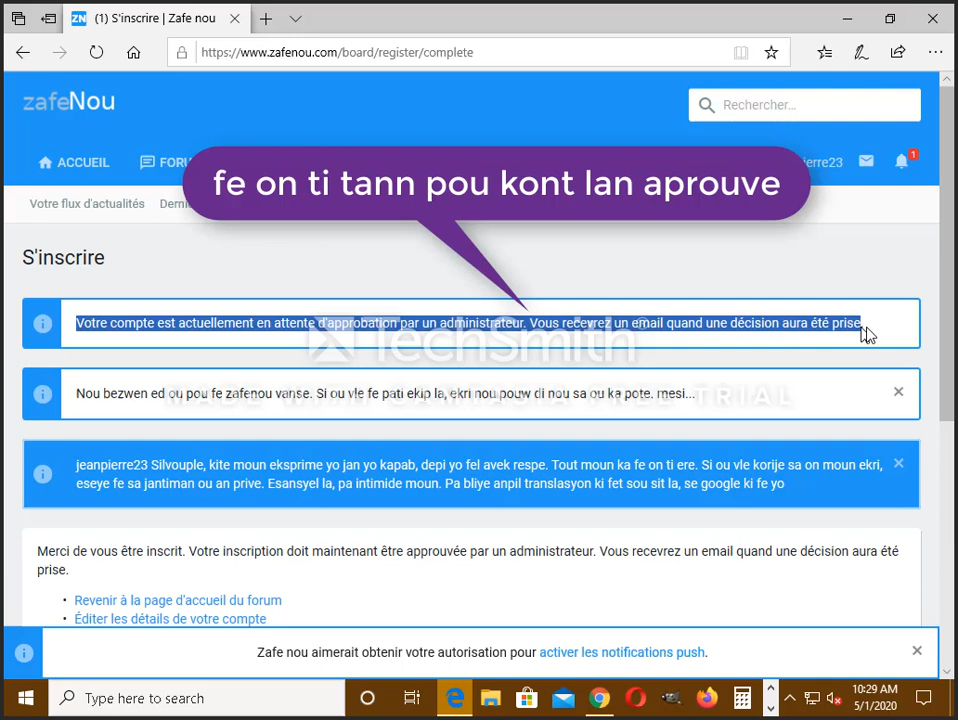 (1) S'inscrire | Zafe nou
https://www.zafenou.com/board/register/complete
zafeNou
Rechercher...
ACCUEIL
FORU
pierre23
1
fe on ti tann pou kont lan aprouve
Votre flux d'actualités
S'inscrire
Votre compte est actuellement en attente d'approbation par un administrateur. Vous recevrez un email quand une décision aura été prise.
TechSmith
MADE WITH CAMTASIA FREE TRIAL
Nou bezwen ed ou pou fe zafenou vanse. Si ou vle fe pati ekip la, ekri nou pouw di nou sa ou ka pote. mesi...
jeanpierre23 Silvouple, kite moun eksprime yo jan yo kapab, depi yo fel avek respe. Tout moun ka fe on ti ere. Si ou vle korije sa on moun ekri,
eseye fe sa jantiman ou an prive. Esansyel la, pa intimide moun. Pa bliye anpil translasyon ki fet sou sit la, se google ki fe yo
Merci de vous être inscrit. Votre inscription doit maintenant être approuvée par un administrateur. Vous recevrez un email quand une décision aura été
prise.
• Revenir à la page d'accueil du forum
• Éditer les détails de votre compte
Zafe nou aimerait obtenir votre autorisation pour activer les notifications push.
Type here to search
10:29 AM
5/1/2020